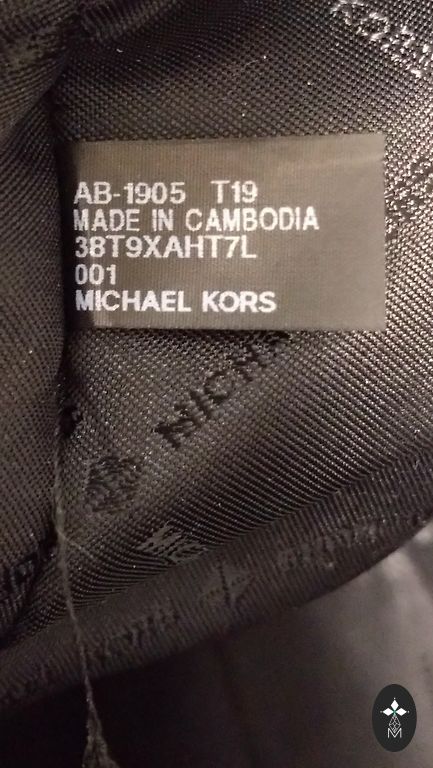 AB-1905 T19
MADE IN CAMBODIA
38T9XAHT7L
001
MICHAEL KORS